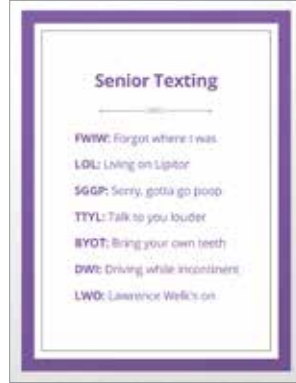 Senior Texting
FWIW: Forgot where I was
LOL: Living on Lipitor
SGGP: Sorry, gotta go poop
TTYL: Talk to you louder
BYOT: Bring your own teeth
DWI: Driving while incontinent
LWO: Lawrence Welk's on